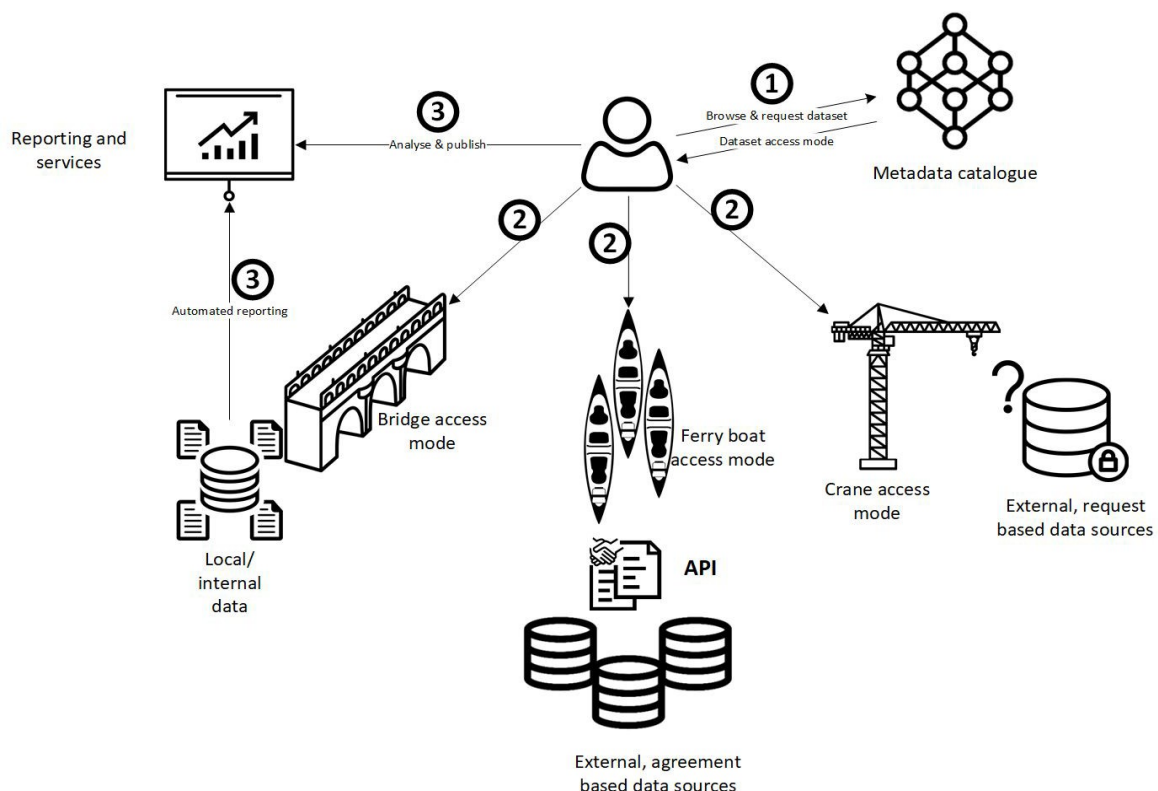 1
Browse & request dataset
Dataset access mode
Metadata catalogue
3
Analyse & publish
Reporting and
services
2
2
2
3
Automated reporting
Bridge access
mode
Ferry boat
access mode
Crane access
mode
?
External, request
based data sources
Local/
internal
data
API
External, agreement
based data sources